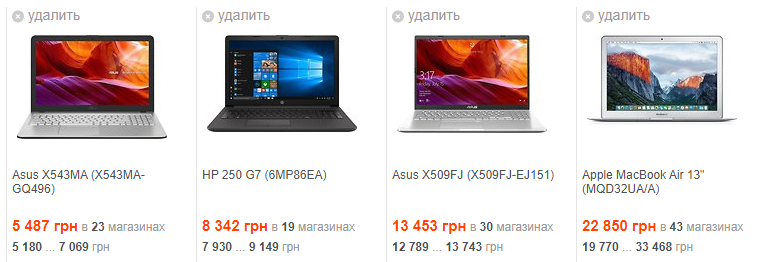 удалить
удалить
удалить
удалить
3:17
Asus X543MA (X543MA-
GQ496)
HP 250 G7 (6MP86EA)
Asus X509FJ (X509FJ-EJ151)
Apple MacBook Air 13"
(MQD32UA/A)
5 487 грн в 23 магазинах
8 342 грн в 19 магазинах
13 453 грн в 30 магазинах
22 850 грн в 43 магазинах
5 180 ... 7 069 грн
7 930 ... 9 149 грн
12 789 ... 13 743 грн
19 770 ... 33 468 грн